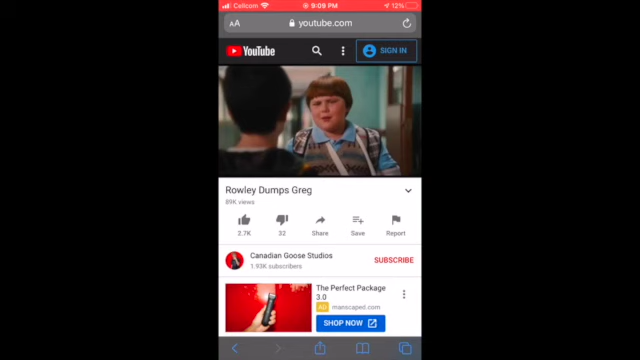 Cellcom 9:09 PM 12%
AA youtube.com
YouTube SIGN IN
Rowley Dumps Greg
89K views
2.7K 32 Share Save Report
Canadian Goose Studios
1.93K subscribers
SUBSCRIBE
The Perfect Package
3.0
AD manscaped.com
SHOP NOW